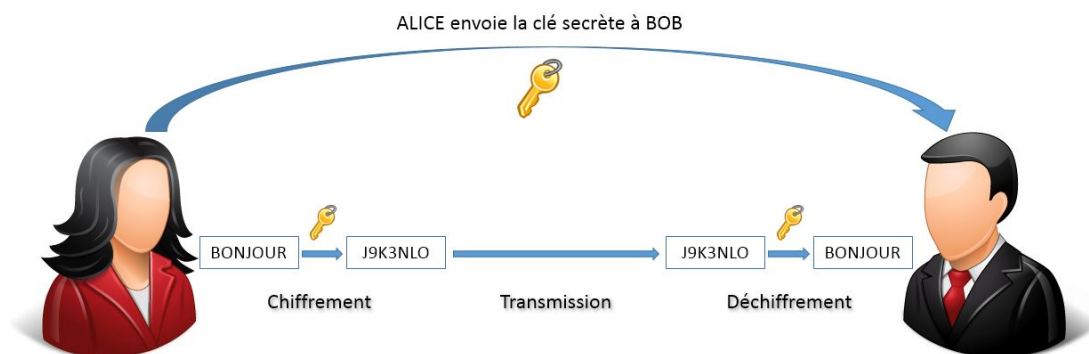 ALICE envoie la clé secrète à BOB
BONJOUR
J9K3NLO
J9K3NLO
BONJOUR
Chiffrement
Transmission
Déchiffrement